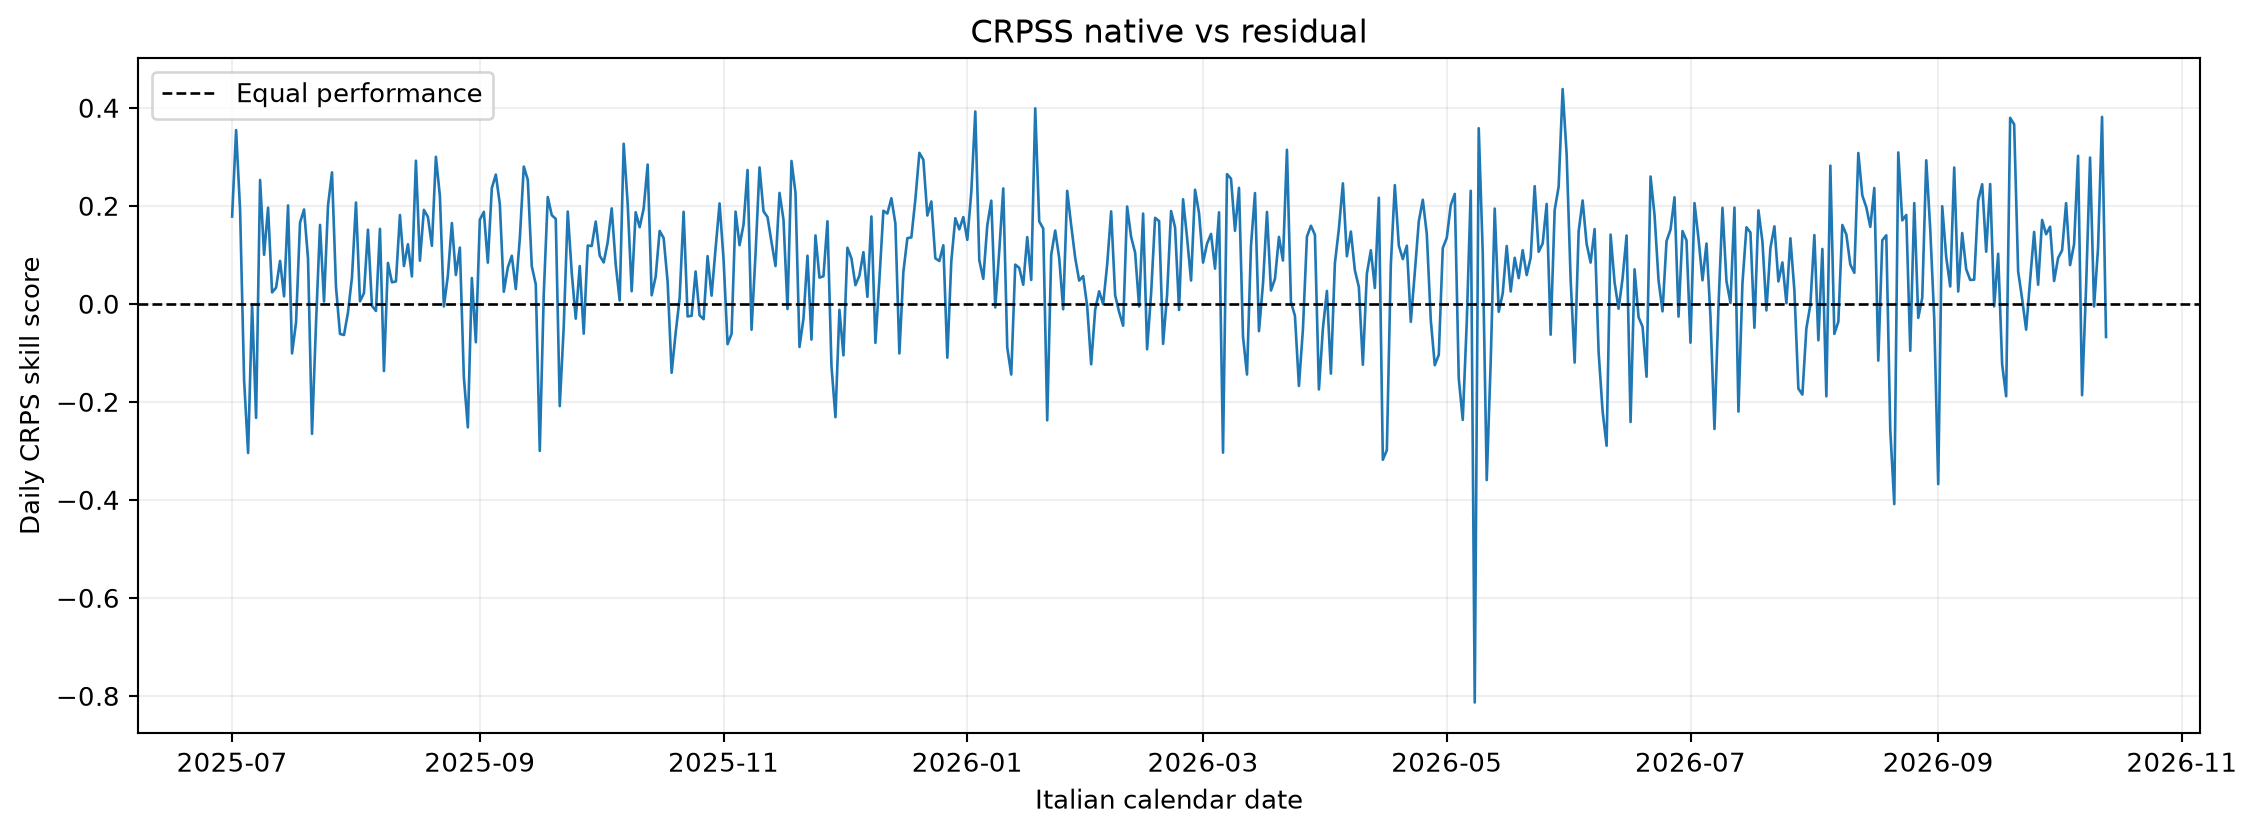 CRPSS native vs residual
Equal performance
Daily CRPS skill score
0.4
0.2
0.0
−0.2
−0.4
−0.6
−0.8
2025-07 2025-09 2025-11 2026-01 2026-03 2026-05 2026-07 2026-09 2026-11
Italian calendar date